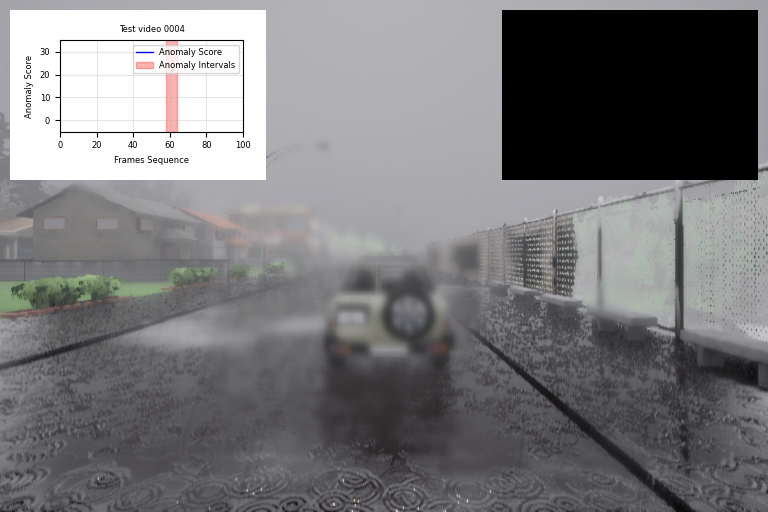 Test video 0004
Anomaly Score
30
20
10
0
Anomaly Score
Anomaly Intervals
0 20 40 60 80 100
Frames Sequence